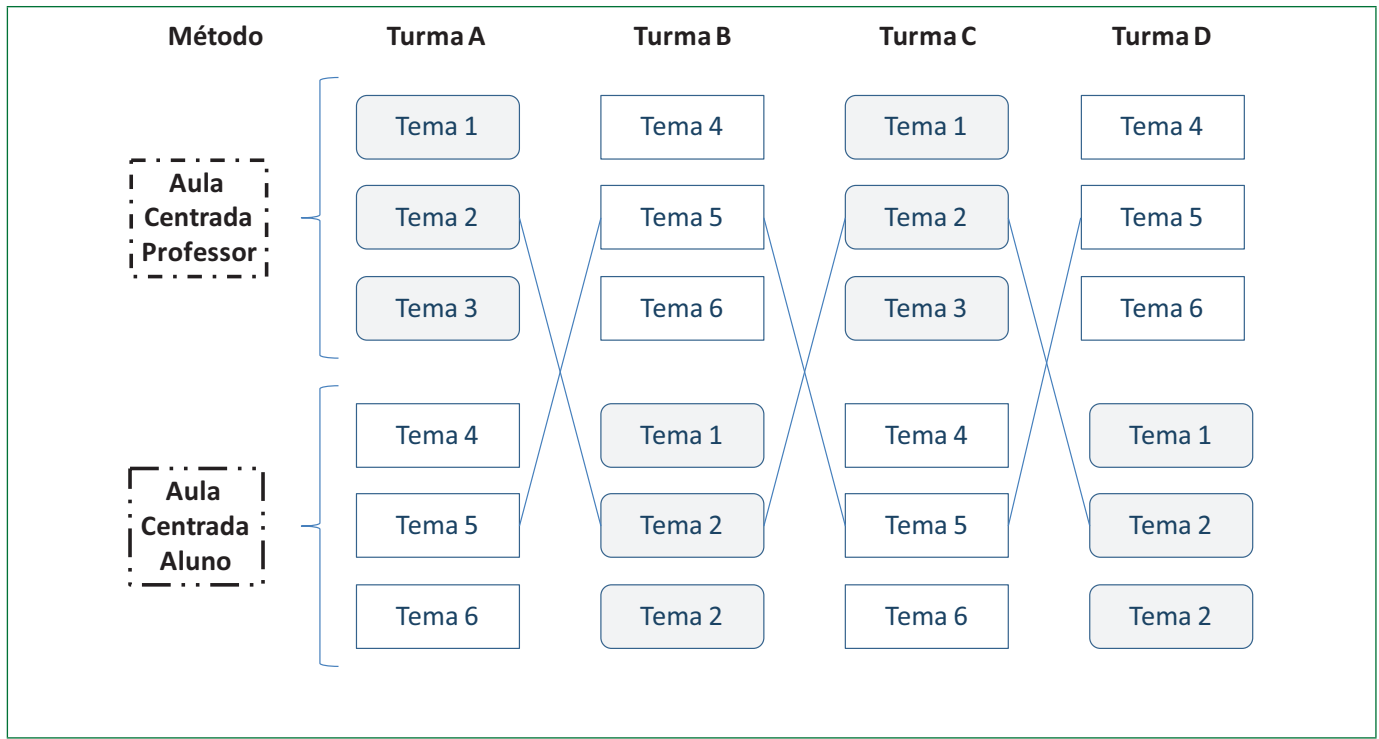 Método Turma A Turma B Turma C Turma D
Tema 1 Tema 4 Tema 1 Tema 4
Aula
Centrada
Professor
Tema 2 Tema 5 Tema 2 Tema 5
Tema 3 Tema 6 Tema 3 Tema 6
Tema 4 Tema 1 Tema 4 Tema 1
Aula
Centrada
Aluno
Tema 5 Tema 2 Tema 5 Tema 2
Tema 6 Tema 2 Tema 6 Tema 2